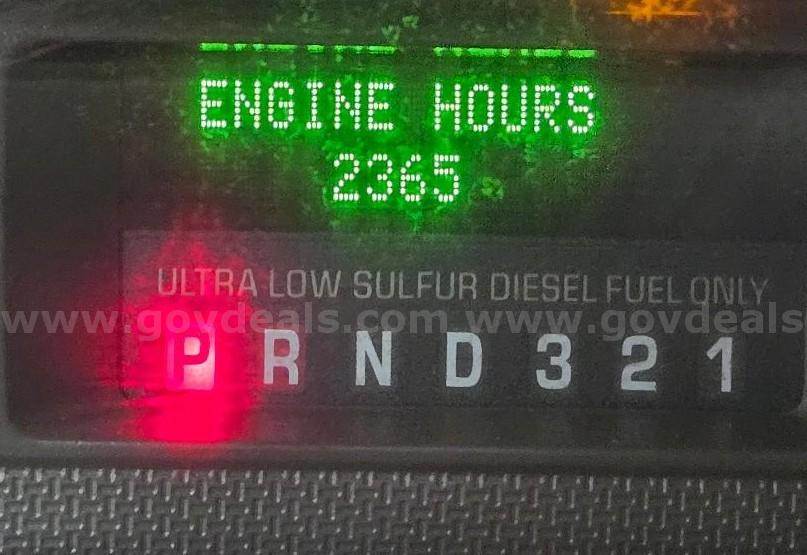 ENGINE HOURS
2365
ULTRA LOW SULFUR DIESEL FUEL ONLY
www.govdeals.com www.govdeals
P R N D 3 2 1